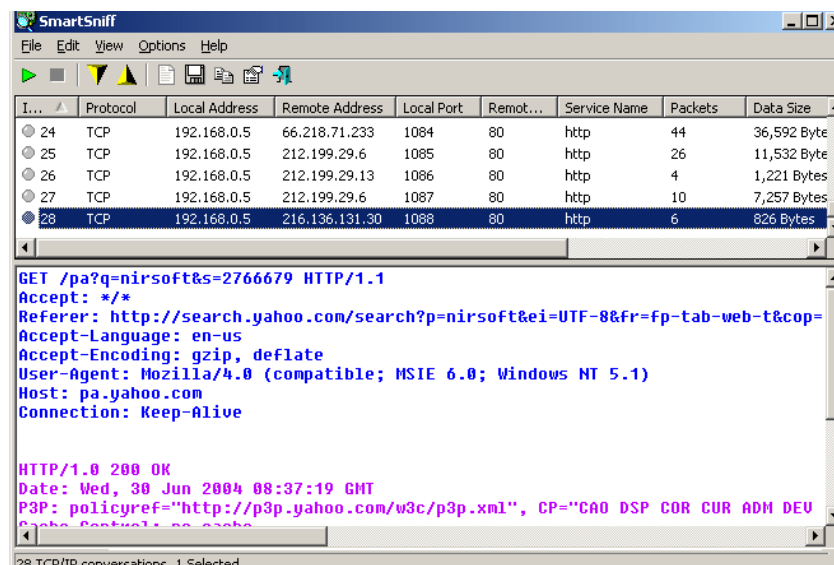 SmartSniff
File Edit View Options Help
I... Protocol Local Address Remote Address Local Port Remot... Service Name Packets Data Size
24 TCP 192.168.0.5 66.218.71.233 1084 80 http 44 36,592 Byte
25 TCP 192.168.0.5 212.199.29.6 1085 80 http 26 11,532 Byte
26 TCP 192.168.0.5 212.199.29.13 1086 80 http 4 1,221 Bytes
27 TCP 192.168.0.5 212.199.29.6 1087 80 http 10 7,257 Bytes
28 TCP 192.168.0.5 216.136.131.30 1088 80 http 6 826 Bytes
GET /pa?q=nirsoft&s=2766679 HTTP/1.1
Accept: */*
Referer: http://search.yahoo.com/search?p=nirsoft&ei=UTF-8&fr=fp-tab-web-t&cop=
Accept-Language: en-us
Accept-Encoding: gzip, deflate
User-Agent: Mozilla/4.0 (compatible; MSIE 6.0; Windows NT 5.1)
Host: pa.yahoo.com
Connection: Keep-Alive
HTTP/1.0 200 OK
Date: Wed, 30 Jun 2004 08:37:19 GMT
P3P: policyref="http://p3p.yahoo.com/w3c/p3p.xml", CP="CAO DSP COR CUR ADM DEV
Cache-Control: no-cache
28 TCP/IP conversations, 1 Selected